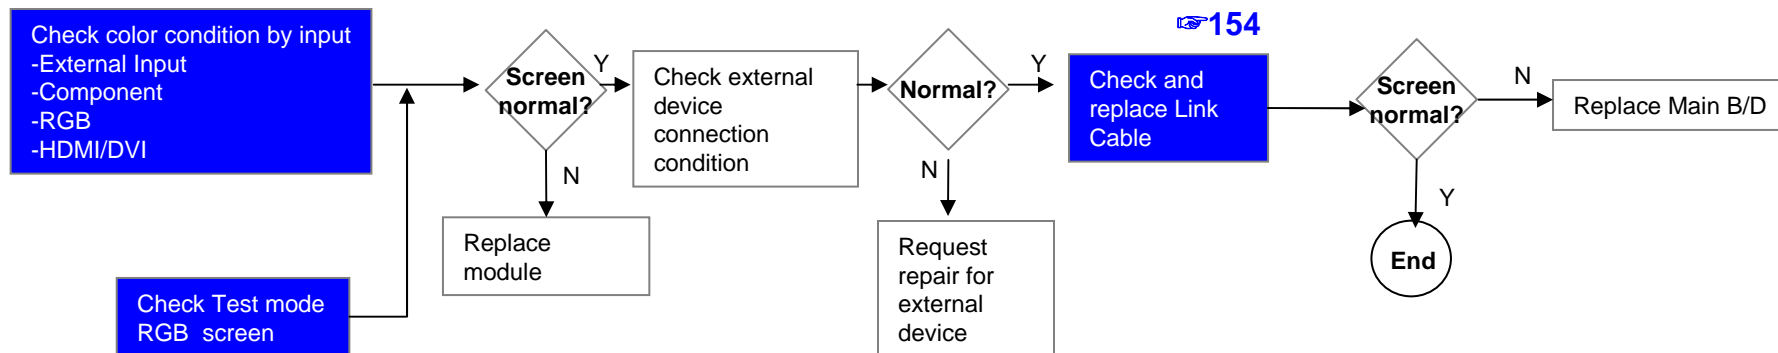 Check color condition by input
-External Input
-Component
-RGB
-HDMI/DVI
Screen
normal?
Y
N
Replace
module
Check Test mode
RGB screen
Check external
device
connection
condition
Normal?
Y
N
Request
repair for
external
device
☞154
Check and
replace Link
Cable
Screen
normal?
N
Y
Replace Main B/D
End